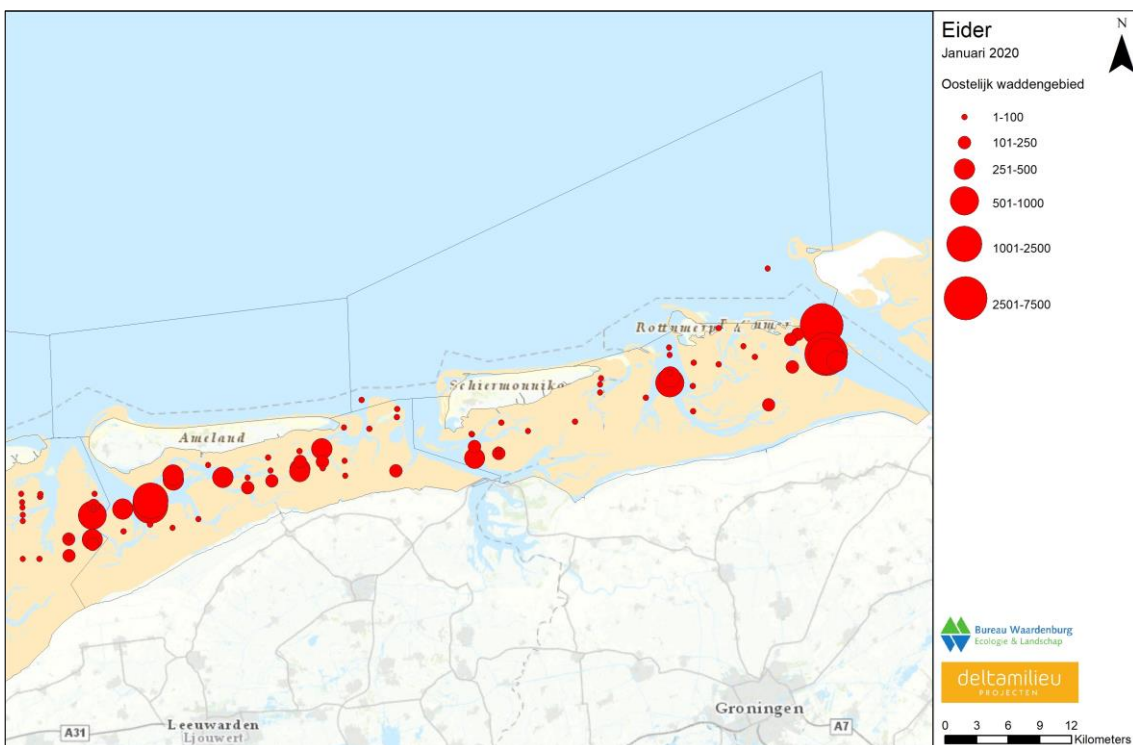 Eider
N
Januari 2020
Oostelijk waddengebied
1-100
101-250
251-500
501-1000
1001-2500
2501-7500
Schiermonniko
Ameland
Bureau Waardenburg
Ecologie & Landschap
deltamilieu
PROJECTEN
Groningen
Leeuwarden
Ljouwert
A31
A7
0 3 6 9 12
Kilometers